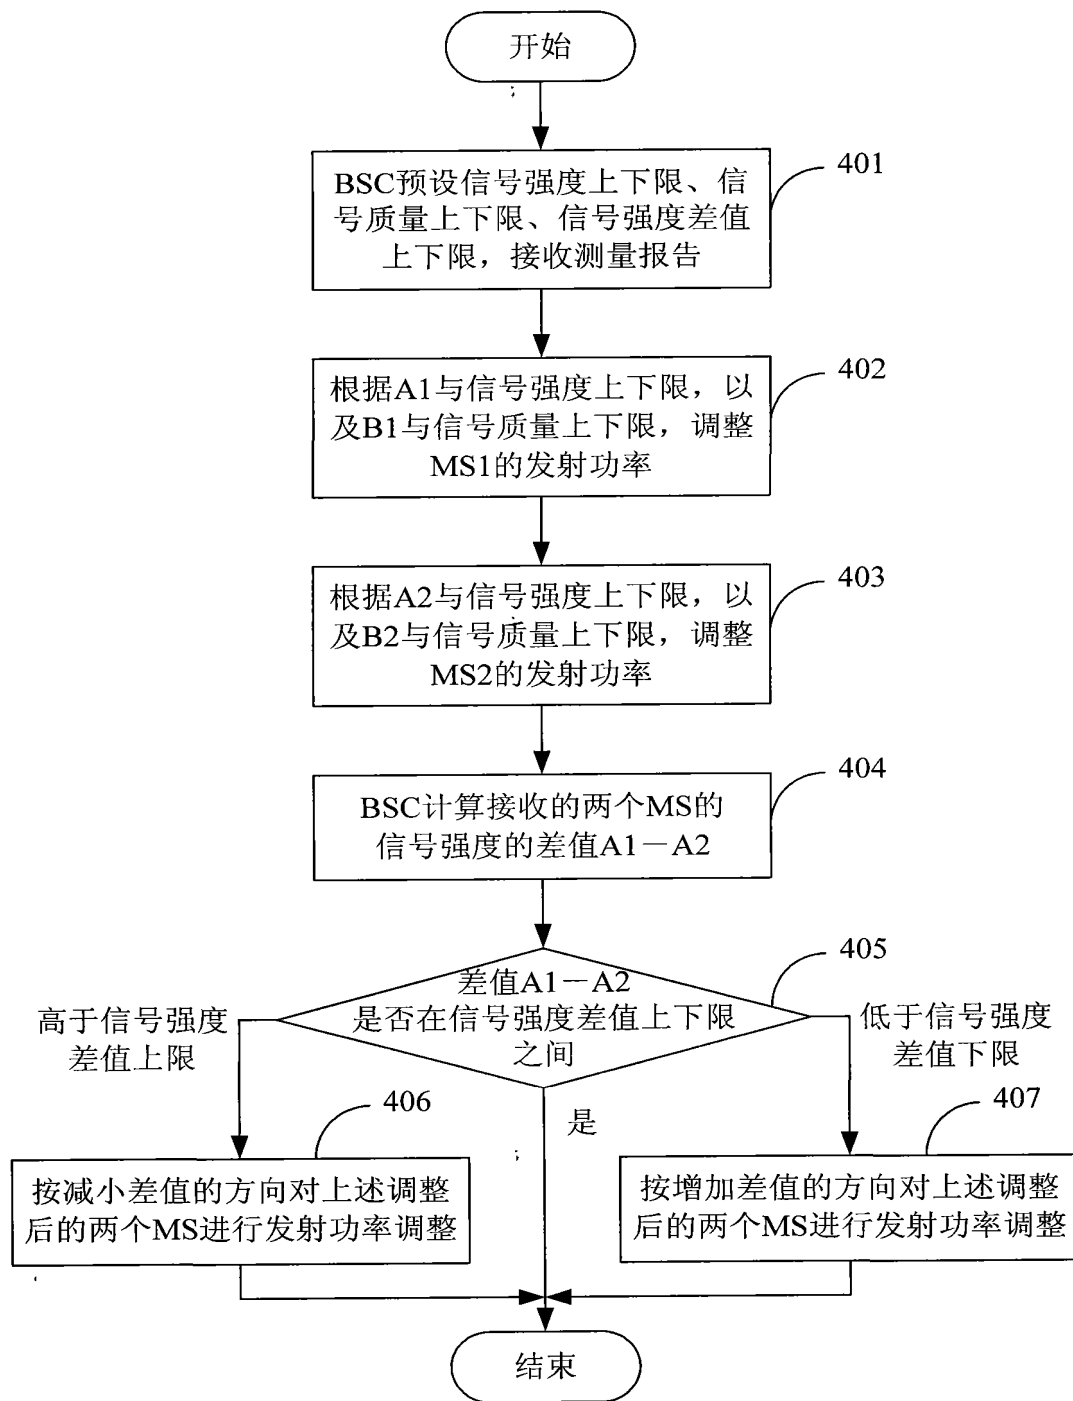 开始
401
BSC预设信号强度上下限、信
号质量上下限、信号强度差值
上下限，接收测量报告
402
根据A1与信号强度上下限，以
及B1与信号质量上下限，调整
MS1的发射功率
403
根据A2与信号强度上下限，以
及B2与信号质量上下限，调整
MS2的发射功率
404
BSC计算接收的两个MS的
信号强度的差值A1－A2
405
差值A1－A2
是否在信号强度差值上下限
之间
高于信号强度
差值上限
低于信号强度
差值下限
是
406
按减小差值的方向对上述调整
后的两个MS进行发射功率调整
407
按增加差值的方向对上述调整
后的两个MS进行发射功率调整
结束